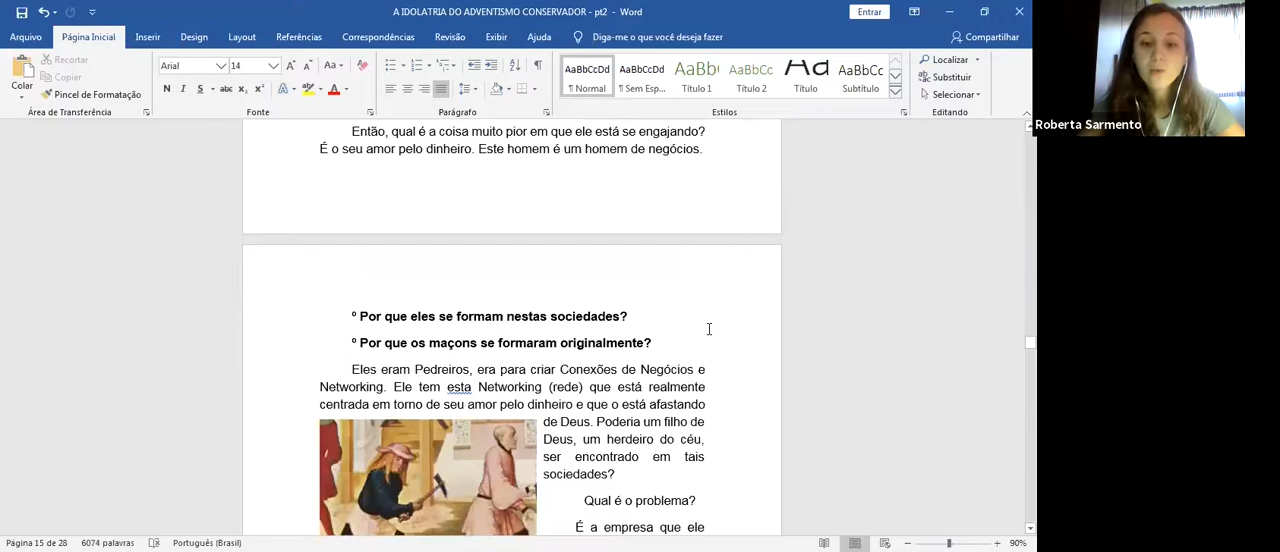 A IDOLATRIA DO ADVENTISMO CONSERVADOR - pt2 - Word
Entrar
Arquivo Página Inicial Inserir Design Layout Referências Correspondências Revisão Exibir Ajuda Diga-me o que você deseja fazer Compartilhar
Colar
Recortar
Copiar
Pincel de Formatação
Área de Transferência
Arial 14
N I S abc x₂ x²
Fonte
Parágrafo
AaBbCcDd AaBbCcDd AaBbC AaBbCc AaB AaBbCcC
¶ Normal ¶ Sem Esp... Título 1 Título 2 Título Subtítulo
Estilos
Localizar
Substituir
Selecionar
Editando
Roberta Sarmento
Então, qual é a coisa muito pior em que ele está se engajando?
É o seu amor pelo dinheiro. Este homem é um homem de negócios.
º Por que eles se formam nestas sociedades?
º Por que os maçons se formaram originalmente?
Eles eram Pedreiros, era para criar Conexões de Negócios e
Networking. Ele tem esta Networking (rede) que está realmente
centrada em torno de seu amor pelo dinheiro e que o está afastando
de Deus. Poderia um filho de
Deus, um herdeiro do céu,
ser encontrado em tais
sociedades?
Qual é o problema?
É a empresa que ele
Página 15 de 28 6074 palavras Português (Brasil) 90%